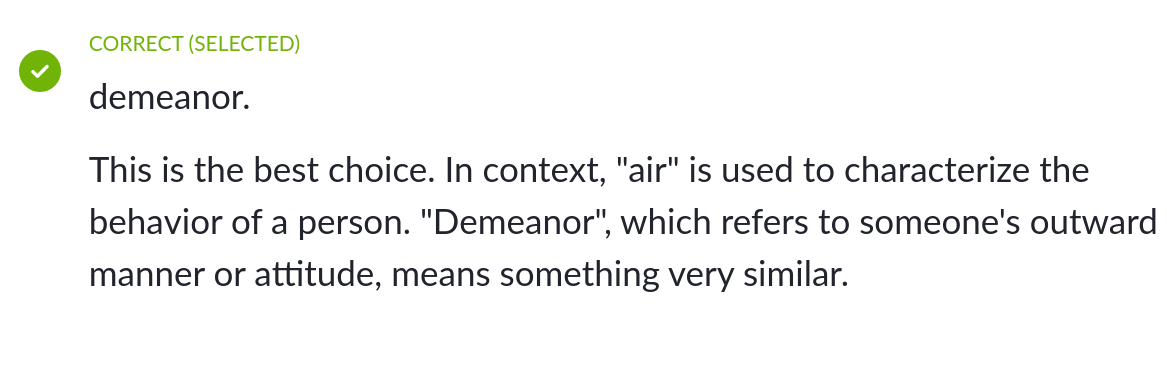 CORRECT (SELECTED)
demeanor.
This is the best choice. In context, "air" is used to characterize the
behavior of a person. "Demeanor", which refers to someone's outward
manner or attitude, means something very similar.